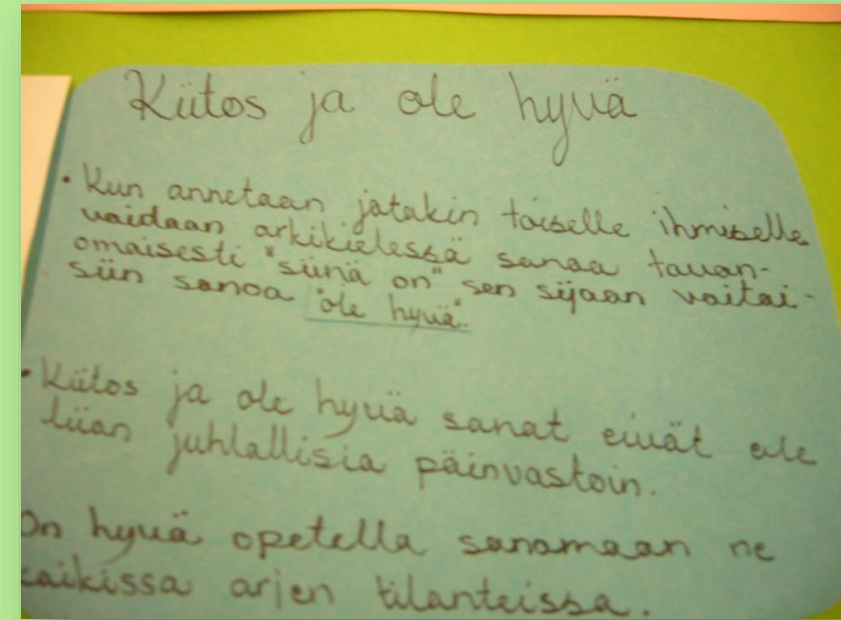 Kiitos ja ole hyvä
• Kun annetaan jotakin toiselle ihmiselle
voidaan arkikielessä sanoa tavan-
omaisesti "siinä on" sen sijaan voitai-
siin sanoa "ole hyvä".
• Kiitos ja ole hyvä sanat eivät ole
liian juhlallisia päinvastoin.
On hyvä opetella sanomaan ne
kaikissa arjen tilanteissa.